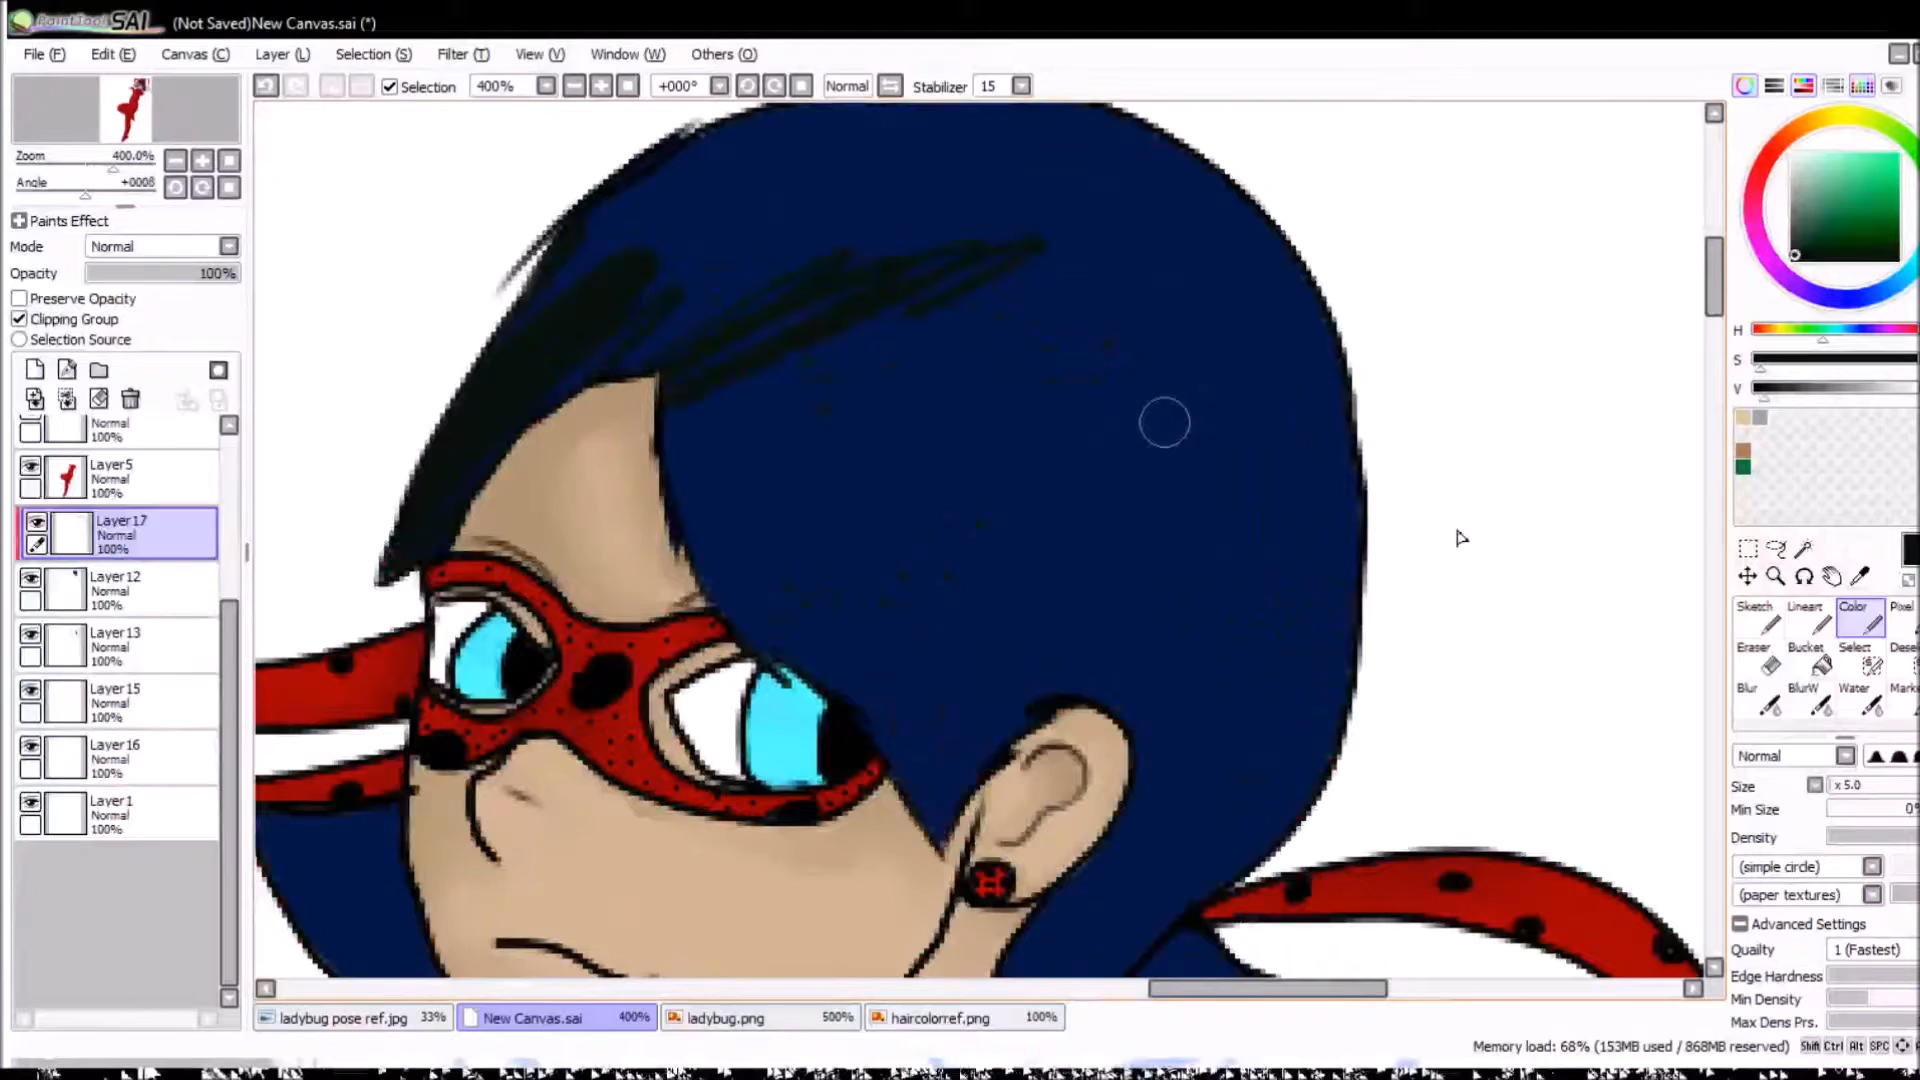 PaintTool SAI (Not Saved)New Canvas.sai (*)
File (F) Edit (E) Canvas (C) Layer (L) Selection (S) Filter (T) View (V) Window (W) Others (O)
Selection 400% +000° Normal Stabilizer 15
Zoom 400.0%
Angle
Paints Effect
Mode Normal
Opacity 100%
Preserve Opacity
Clipping Group
Selection Source
Normal
100%
Layer5
Normal
100%
Layer17
Normal
100%
Layer12
Normal
100%
Layer13
Normal
100%
Layer15
Normal
100%
Layer16
Normal
100%
Layer1
Normal
100%
H
S
V
Sketch Lineart Color Pixel
Eraser Bucket Select Dese
Blur BlurW Water Mark
Normal
Size x 5.0
Min Size 0%
Density
(simple circle)
(paper textures)
Advanced Settings
Quailty 1 (Fastest)
Edge Hardness
Min Density
Max Dens Prs.
ladybug pose ref.jpg 33% New Canvas.sai 400% ladybug.png 500% haircolorref.png 100%
Memory load: 68% (153MB used / 868MB reserved) Shift Ctrl Alt SPC